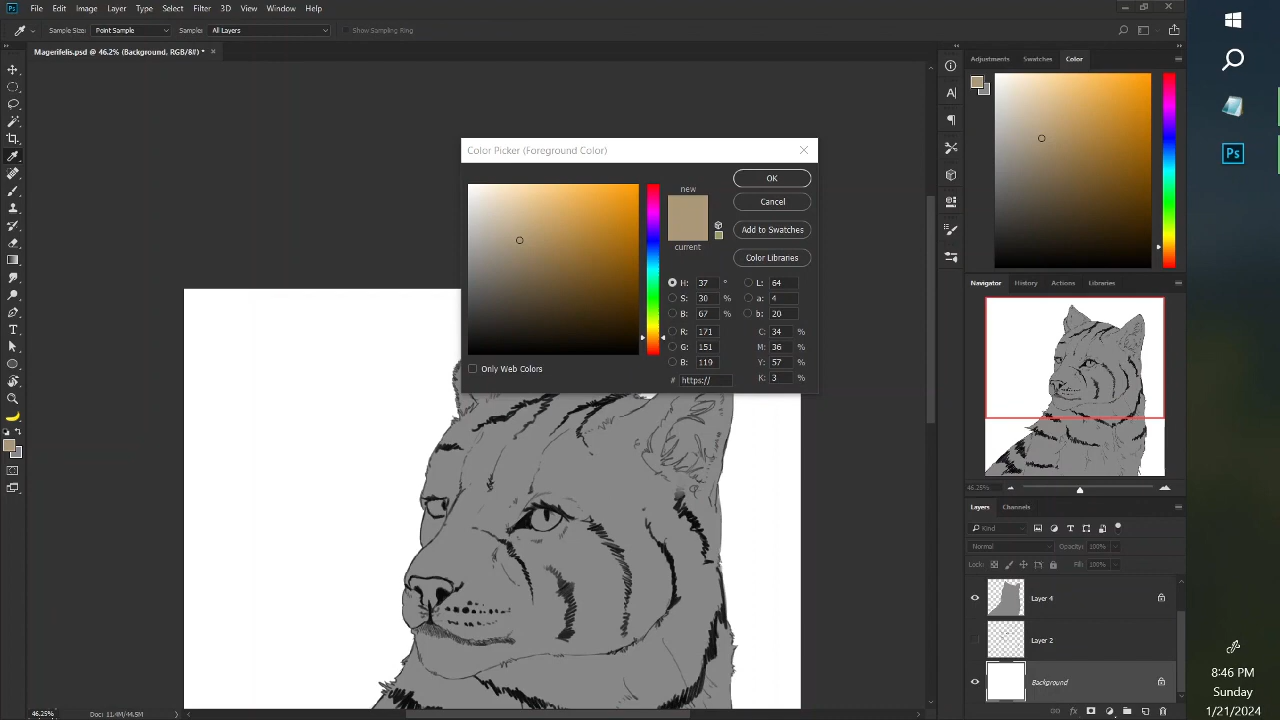 Ps File Edit Image Layer Type Select Filter 3D View Window Help
Sample Size: Point Sample Sample: All Layers Show Sampling Ring
Magerifelis.psd @ 46.2% (Background, RGB/8#) * ×
Adjustments Swatches Color
Color Picker (Foreground Color)
new
current
OK
Cancel
Add to Swatches
Color Libraries
H: 37 °
S: 30 %
B: 67 %
R: 171
G: 151
B: 119
L: 64
a: 4
b: 20
C: 34 %
M: 36 %
Y: 57 %
K: 3 %
Only Web Colors
# https://
Navigator History Actions Libraries
46.25%
Layers Channels
Kind
Normal Opacity: 100%
Lock: Fill: 100%
Layer 4
Layer 2
Background
46.25% Doc: 11.4M/44.5M
Ps
8:46 PM
Sunday
1/21/2024